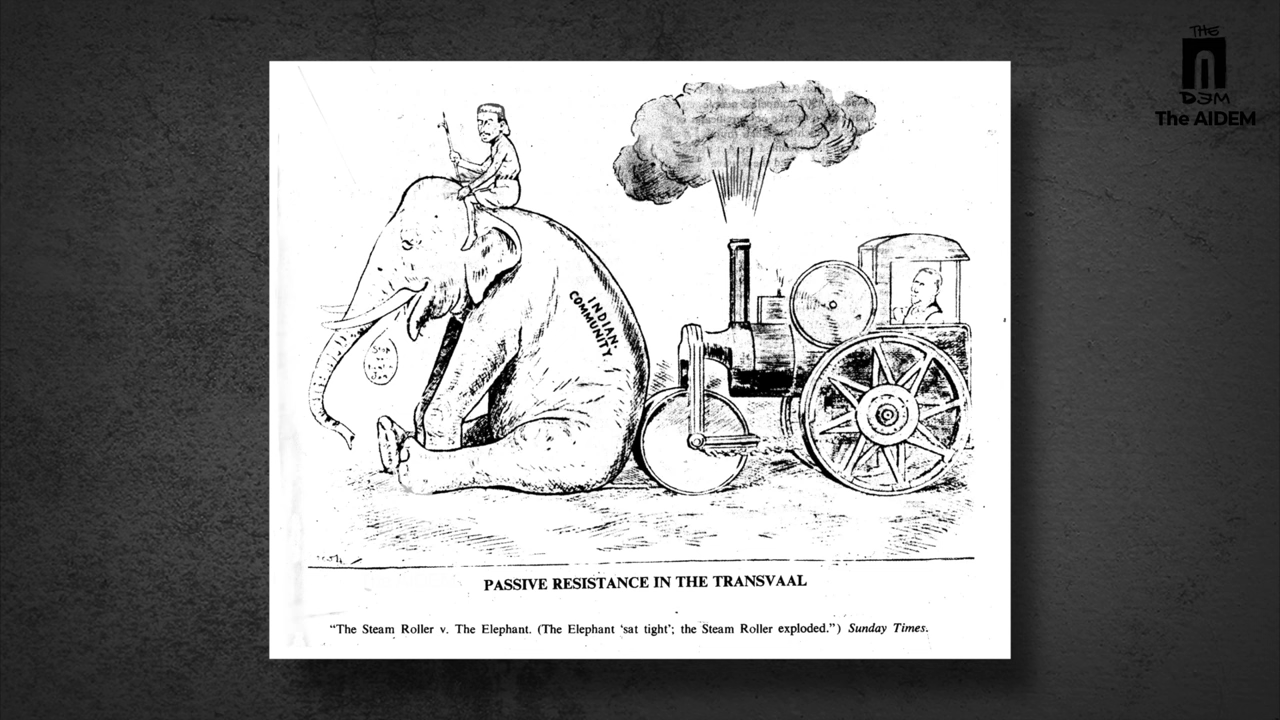 THE
DEM
The AIDEM
INDIAN
COMMUNITY.
PASSIVE RESISTANCE IN THE TRANSVAAL
"The Steam Roller v. The Elephant. (The Elephant 'sat tight'; the Steam Roller exploded.") Sunday Times.